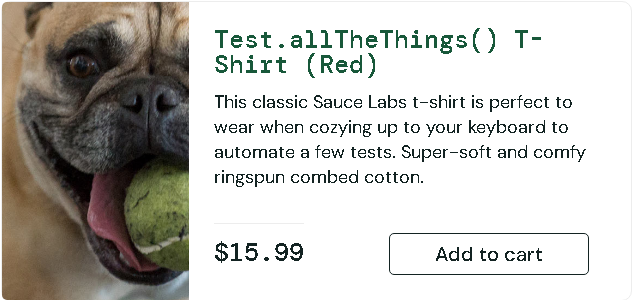 Test.allTheThings() T-
Shirt (Red)
This classic Sauce Labs t-shirt is perfect to
wear when cozying up to your keyboard to
automate a few tests. Super-soft and comfy
ringspun combed cotton.
$15.99
Add to cart